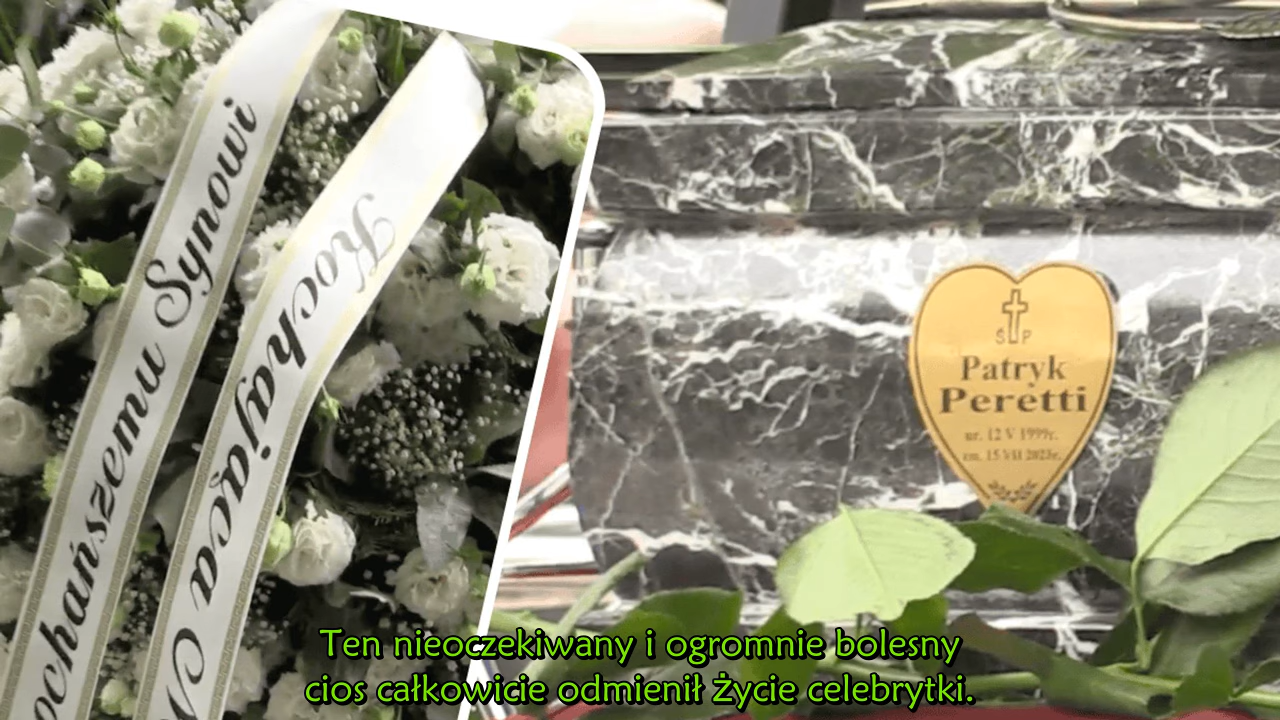 ochańszemu Synowi
Kochająca
Ś P
Patryk
Peretti
ur. 12 V 1999r.
zm. 15 VII 2023r.
Ten nieoczekiwany i ogromnie bolesny
cios całkowicie odmienił życie celebrytki.